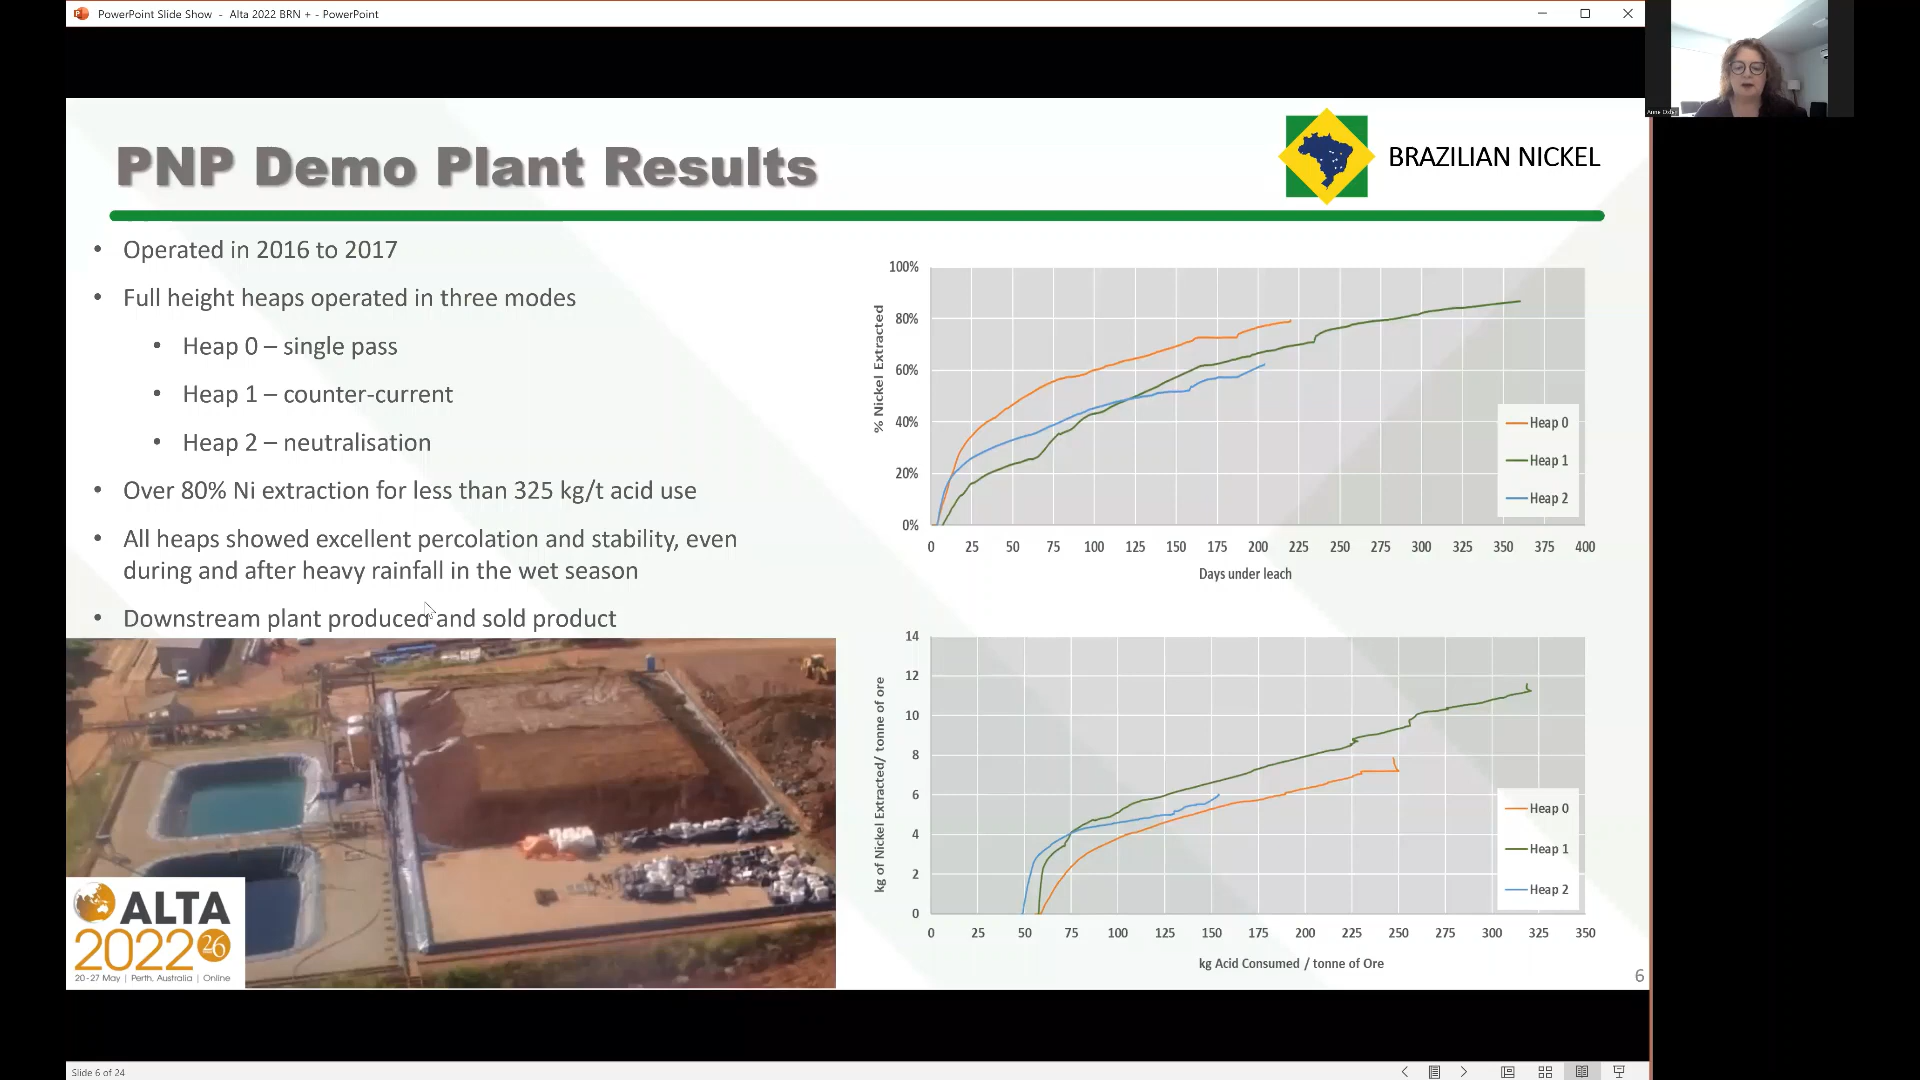 PowerPoint Slide Show - Alta 2022 BRN + - PowerPoint
PNP Demo Plant Results
BRAZILIAN NICKEL
• Operated in 2016 to 2017
• Full height heaps operated in three modes
• Heap 0 – single pass
• Heap 1 – counter-current
• Heap 2 – neutralisation
• Over 80% Ni extraction for less than 325 kg/t acid use
• All heaps showed excellent percolation and stability, even
during and after heavy rainfall in the wet season
• Downstream plant produced and sold product
% Nickel Extracted
100%
80%
60%
40%
20%
0%
0 25 50 75 100 125 150 175 200 225 250 275 300 325 350 375 400
Days under leach
Heap 0
Heap 1
Heap 2
kg of Nickel Extracted/ tonne of ore
14
12
10
8
6
4
2
0
0 25 50 75 100 125 150 175 200 225 250 275 300 325 350
kg Acid Consumed / tonne of Ore
Heap 0
Heap 1
Heap 2
ALTA
2022 26
20-27 May | Perth, Australia | Online
6
Slide 6 of 24